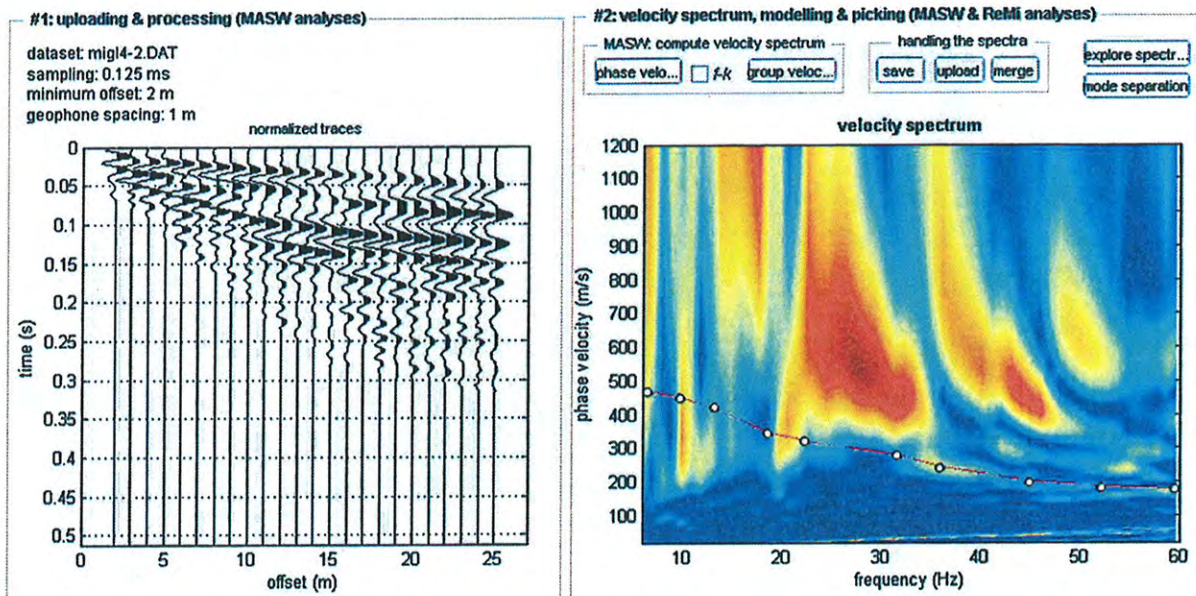 #1: uploading & processing (MASW analyses)
dataset: migl4-2.DAT
sampling: 0.125 ms
minimum offset: 2 m
geophone spacing: 1 m
normalized traces
0
0.05
0.1
0.15
0.2
0.25
0.3
0.35
0.4
0.45
0.5
time (s)
0 5 10 15 20 25
offset (m)
#2: velocity spectrum, modelling & picking (MASW & ReMi analyses)
MASW: compute velocity spectrum
phase velo... f-k group veloc...
handling the spectra
save upload merge
explore spectr...
mode separation
velocity spectrum
1200
1100
1000
900
800
700
600
500
400
300
200
100
phase velocity (m/s)
10 20 30 40 50 60
frequency (Hz)